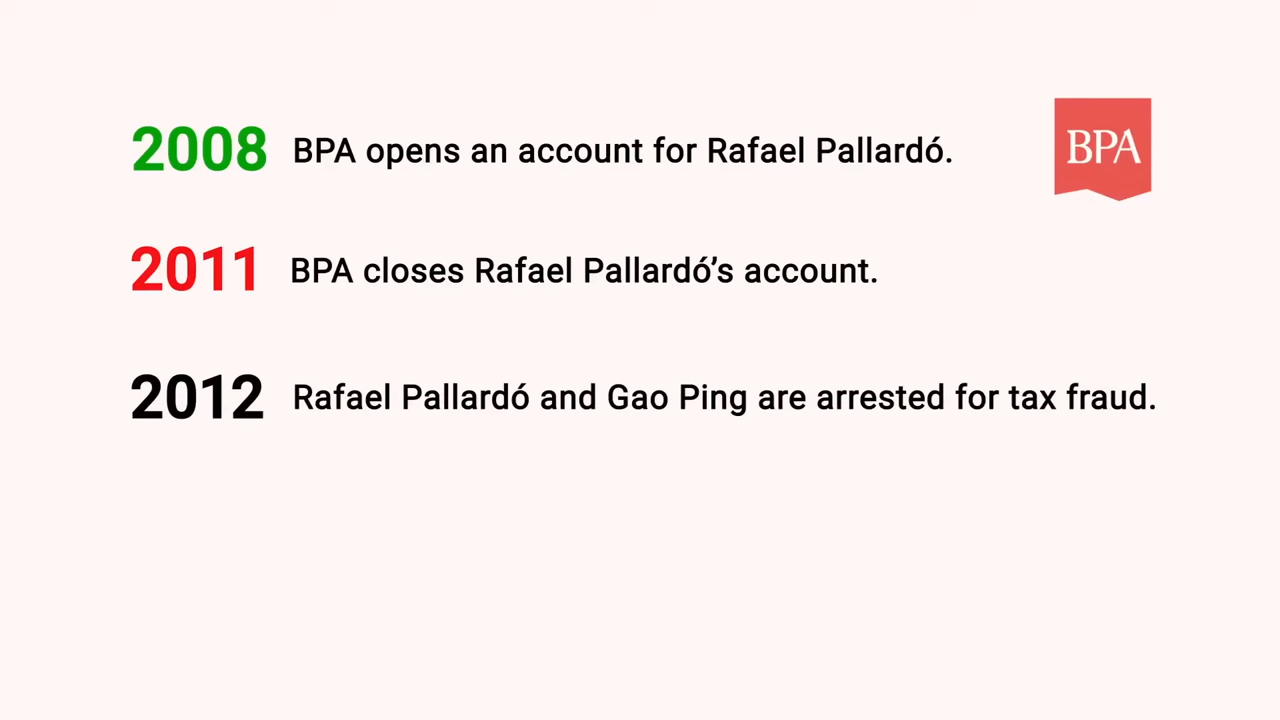 2008 BPA opens an account for Rafael Pallardó.
BPA
2011 BPA closes Rafael Pallardó’s account.
2012 Rafael Pallardó and Gao Ping are arrested for tax fraud.